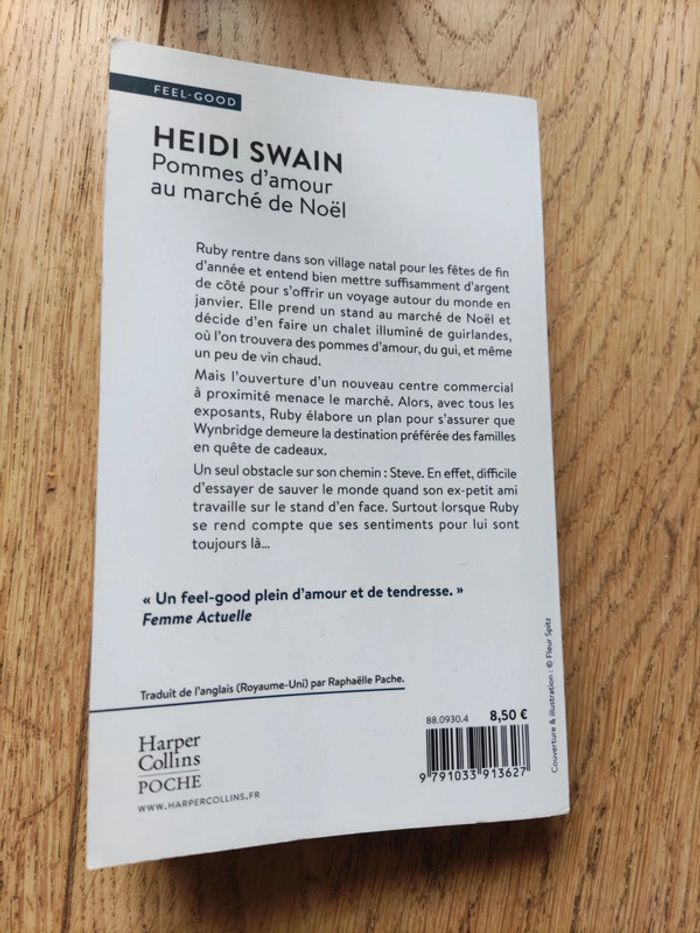 FEEL-GOOD
HEIDI SWAIN
Pommes d'amour
au marché de Noël
Ruby rentre dans son village natal pour les fêtes de fin
d'année et entend bien mettre suffisamment d'argent
de côté pour s'offrir un voyage autour du monde en
janvier. Elle prend un stand au marché de Noël et
décide d'en faire un chalet illuminé de guirlandes,
où l'on trouvera des pommes d'amour, du gui, et même
un peu de vin chaud.
Mais l'ouverture d'un nouveau centre commercial
à proximité menace le marché. Alors, avec tous les
exposants, Ruby élabore un plan pour s'assurer que
Wynbridge demeure la destination préférée des familles
en quête de cadeaux.
Un seul obstacle sur son chemin : Steve. En effet, difficile
d'essayer de sauver le monde quand son ex-petit ami
travaille sur le stand d'en face. Surtout lorsque Ruby
se rend compte que ses sentiments pour lui sont
toujours là...
« Un feel-good plein d'amour et de tendresse. »
Femme Actuelle
Traduit de l'anglais (Royaume-Uni) par Raphaëlle Pache.
Harper
Collins
POCHE
WWW.HARPERCOLLINS.FR
88.0930.4 8,50 €
9 791033 913627
Couverture & illustration : © Fleur Spitz